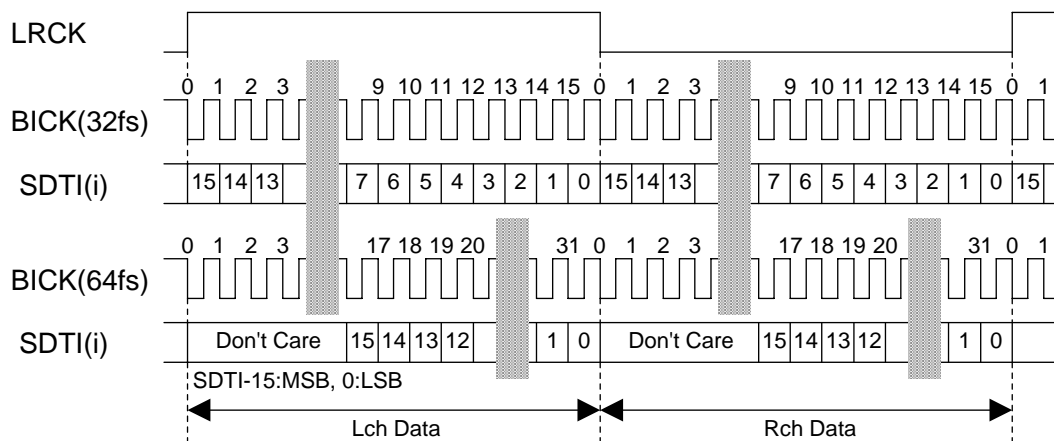 LRCK
0 1 2 3 9 10 11 12 13 14 15 0 1 2 3 9 10 11 12 13 14 15 0 1
BICK(32fs)
SDTI(i) 15 14 13 7 6 5 4 3 2 1 0 15 14 13 7 6 5 4 3 2 1 0 15
0 1 2 3 17 18 19 20 31 0 1 2 3 17 18 19 20 31 0 1
BICK(64fs)
SDTI(i) Don't Care 15 14 13 12 1 0 Don't Care 15 14 13 12 1 0
SDTI-15:MSB, 0:LSB
Lch Data Rch Data